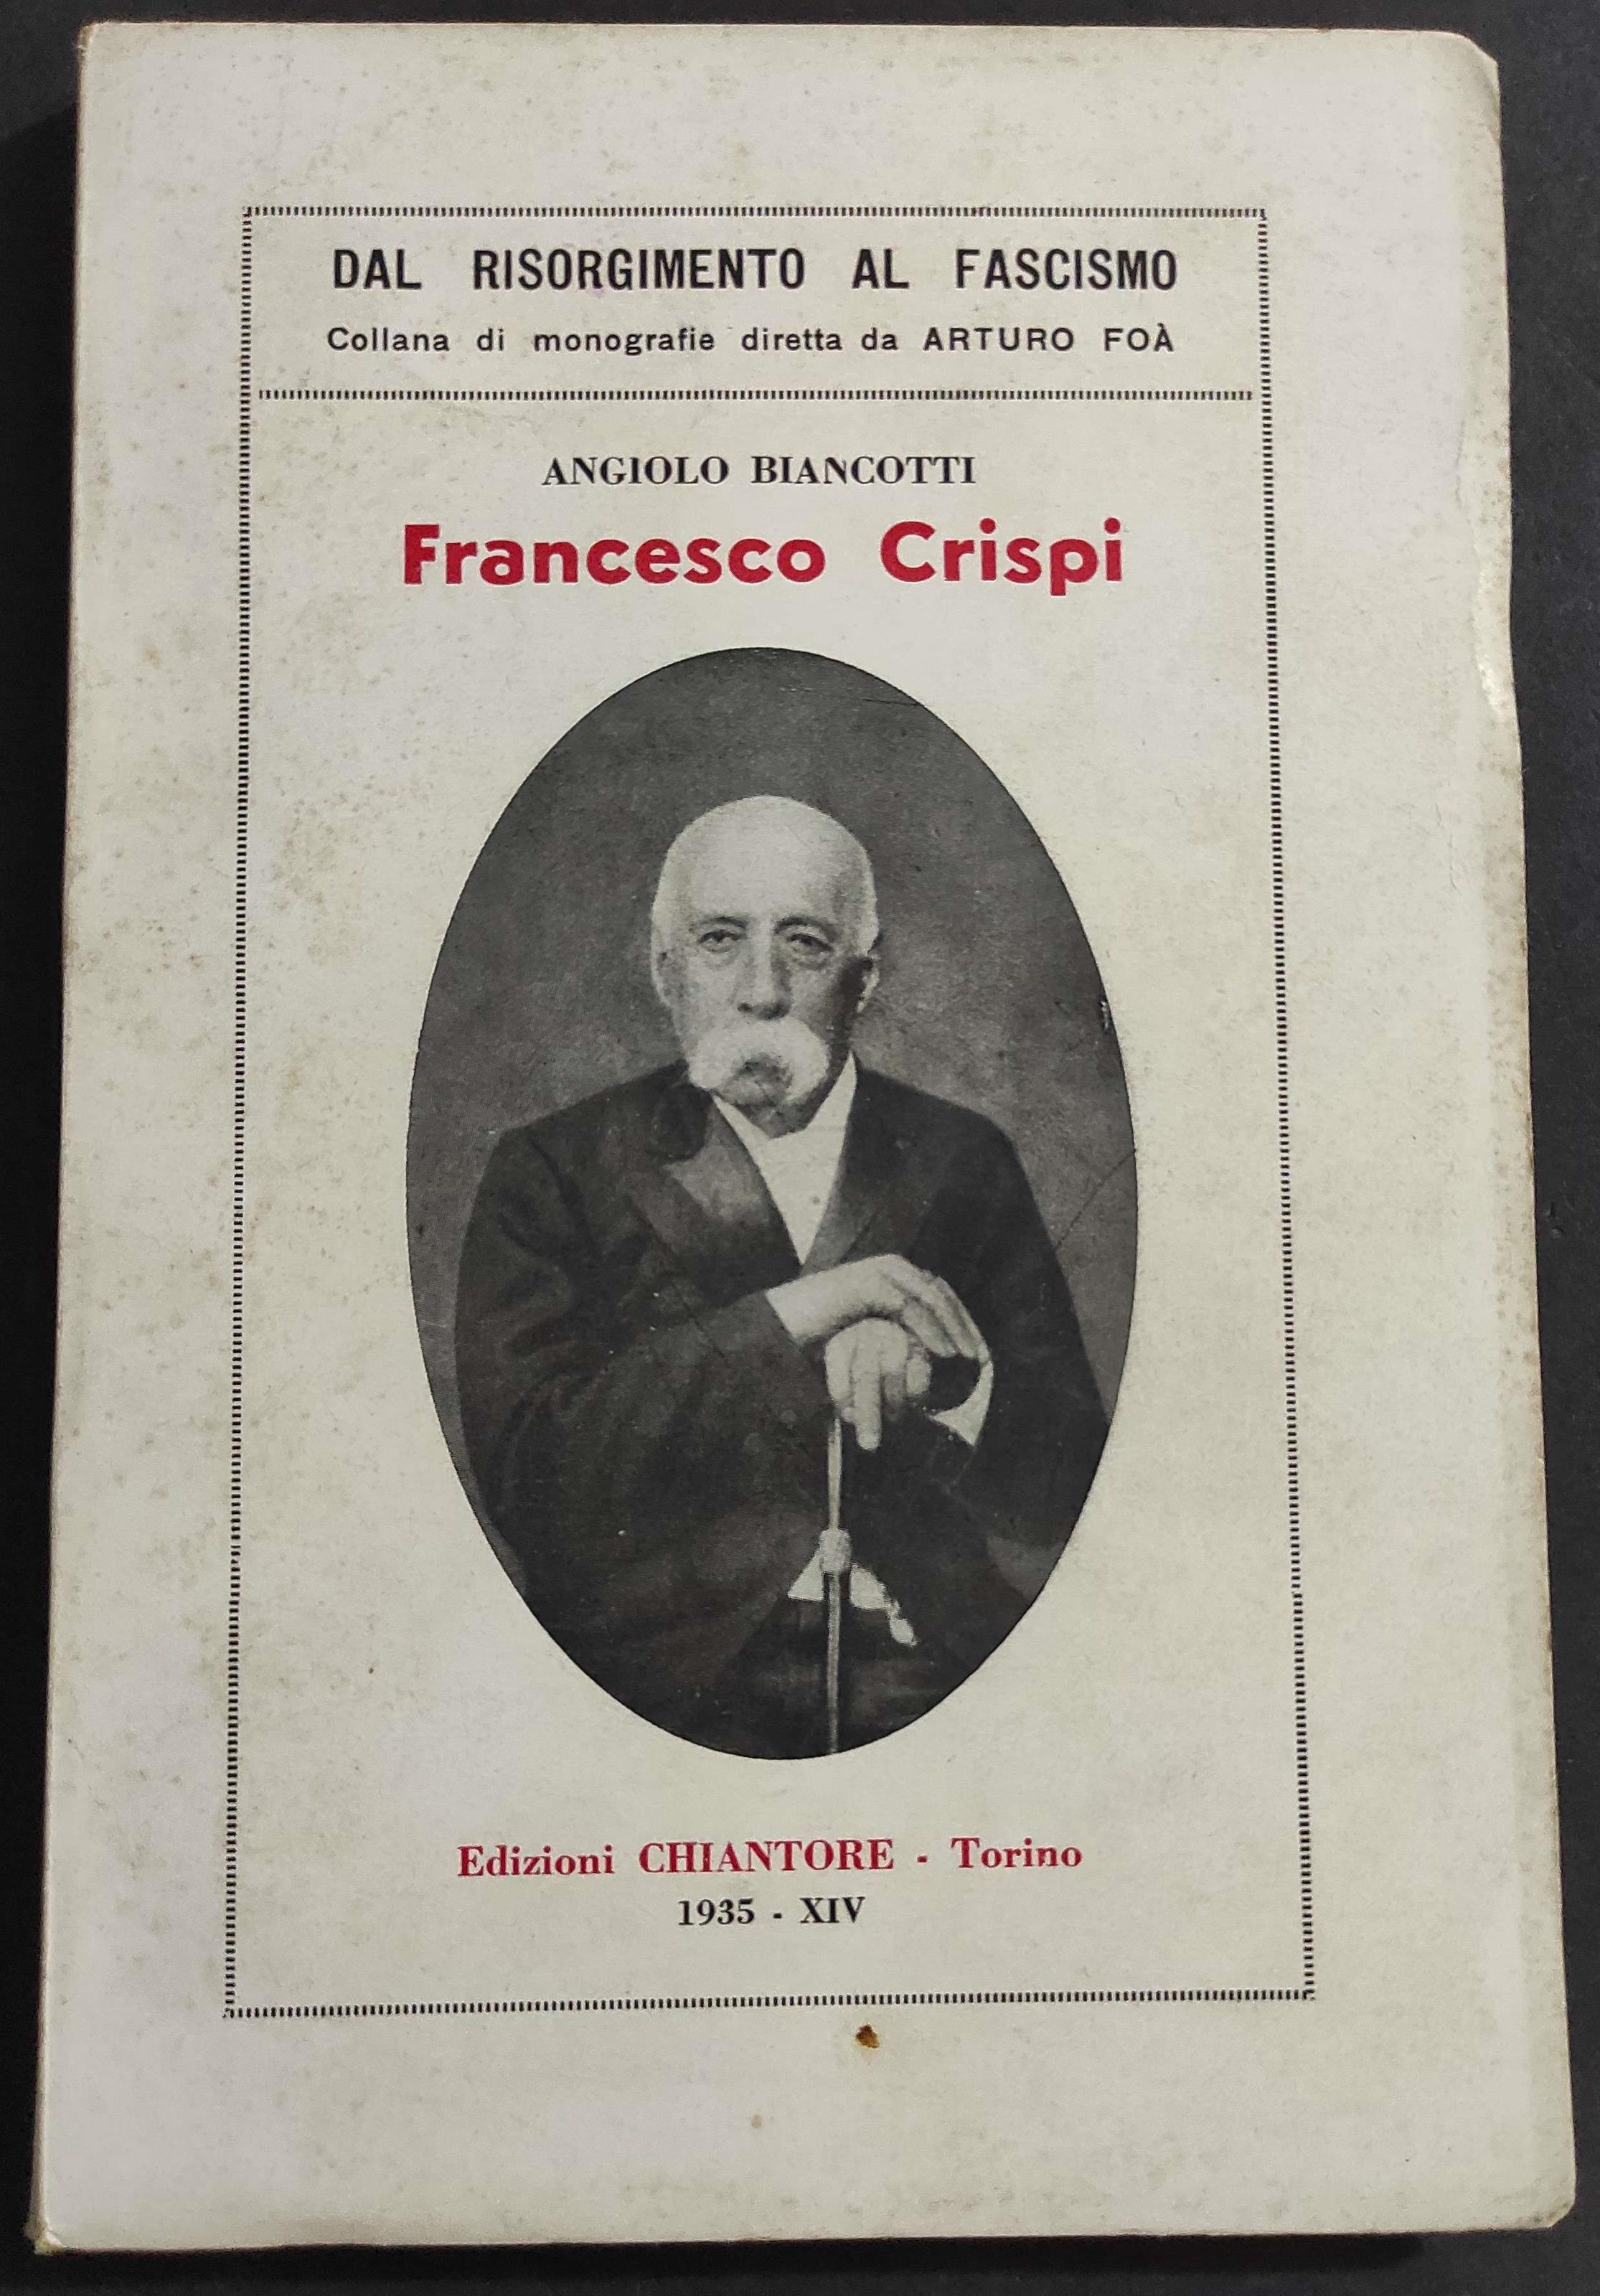 DAL RISORGIMENTO AL FASCISMO
Collana di monografie diretta da ARTURO FOÀ
ANGIOLO BIANCOTTI
Francesco Crispi
Edizioni CHIANTORE - Torino
1935 - XIV